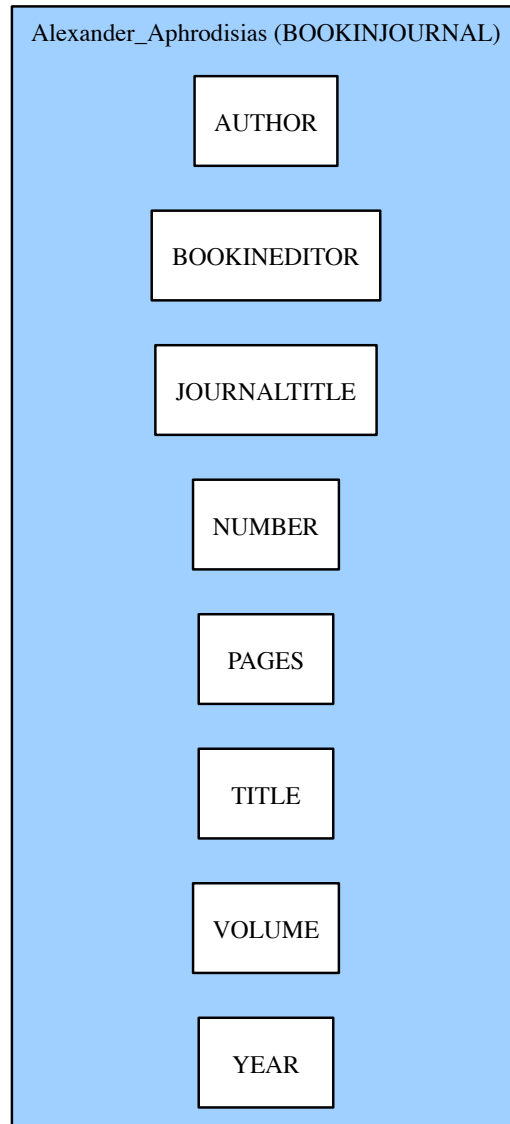 Alexander_Aphrodisias (BOOKINJOURNAL)
AUTHOR
BOOKINEDITOR
JOURNALTITLE
NUMBER
PAGES
TITLE
VOLUME
YEAR